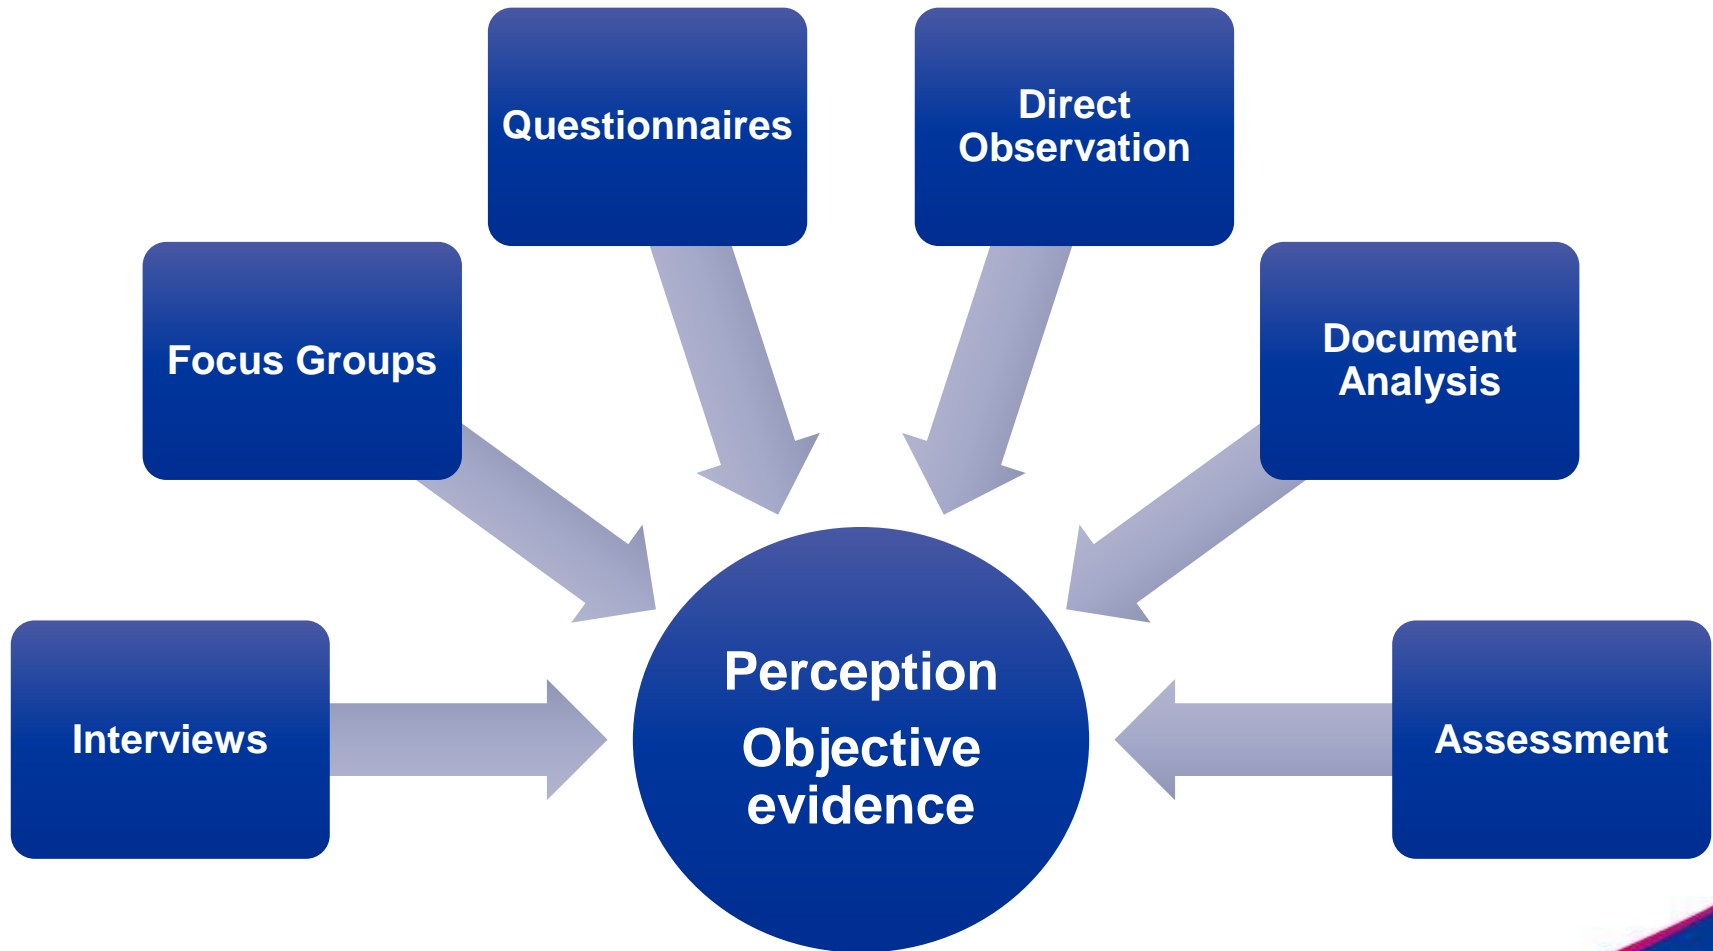 Questionnaires
Direct
Observation
Focus Groups
Document
Analysis
Interviews
Perception
Objective
evidence
Assessment